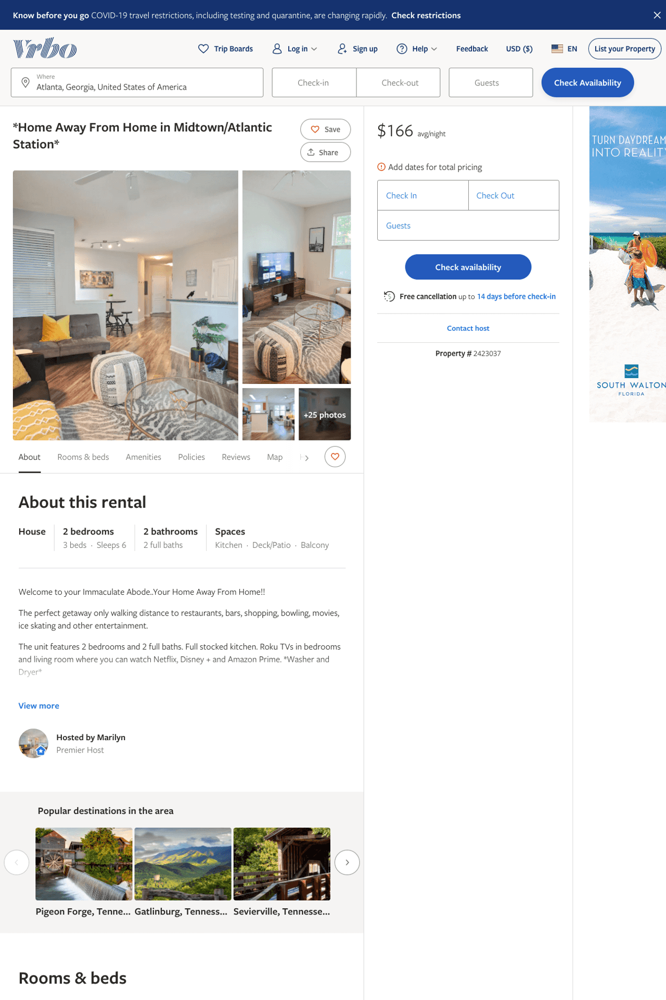 Know before you go COVID-19 travel restrictions, including testing and quarantine, are changing rapidly. Check restrictions
Vrbo
Trip Boards
Log in
Sign up
Help
Feedback
USD ($)
EN
List your Property
Where
Atlanta, Georgia, United States of America
Check-in
Check-out
Guests
Check Availability
*Home Away From Home in Midtown/Atlantic
Station*
Save
Share
+25 photos
$166 avg/night
Add dates for total pricing
Check In
Check Out
Guests
Check availability
Free cancellation up to 14 days before check-in
Contact host
Property # 2423037
TURN DAYDREAM
INTO REALITY
SOUTH WALTON
FLORIDA
About
Rooms & beds
Amenities
Policies
Reviews
Map
About this rental
House
2 bedrooms
3 beds · Sleeps 6
2 bathrooms
2 full baths
Spaces
Kitchen · Deck/Patio · Balcony
Welcome to your Immaculate Abode..Your Home Away From Home!!
The perfect getaway only walking distance to restaurants, bars, shopping, bowling, movies,
ice skating and other entertainment.
The unit features 2 bedrooms and 2 full baths. Full stocked kitchen. Roku TVs in bedrooms
and living room where you can watch Netflix, Disney + and Amazon Prime. *Washer and
Dryer*
View more
Hosted by Marilyn
Premier Host
Popular destinations in the area
Pigeon Forge, Tenne...
Gatlinburg, Tenness...
Sevierville, Tennesse...
Rooms & beds